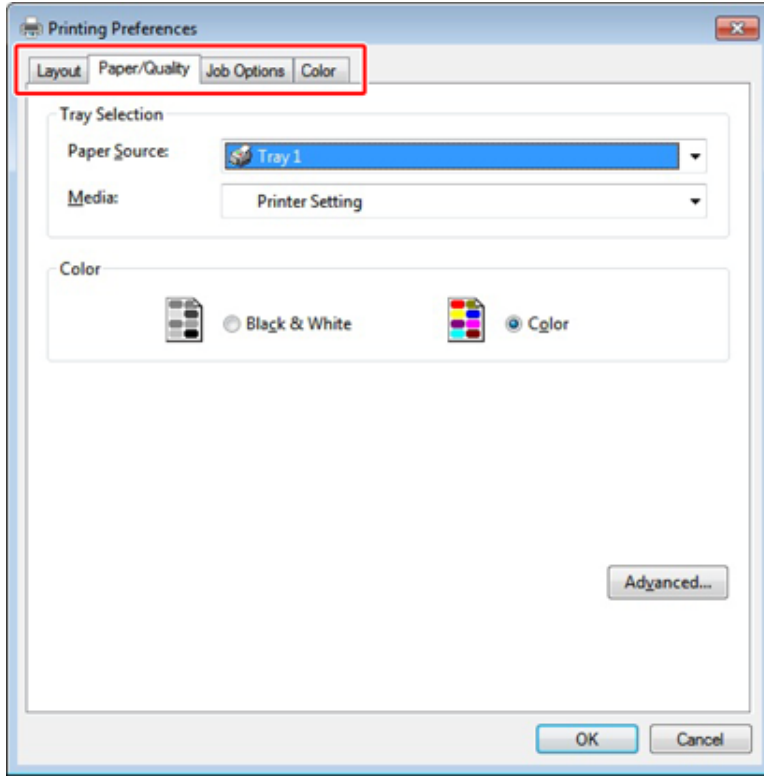 Printing Preferences
Layout Paper/Quality Job Options Color
Tray Selection
Paper Source: Tray 1
Media: Printer Setting
Color
Black & White Color
Advanced...
OK Cancel